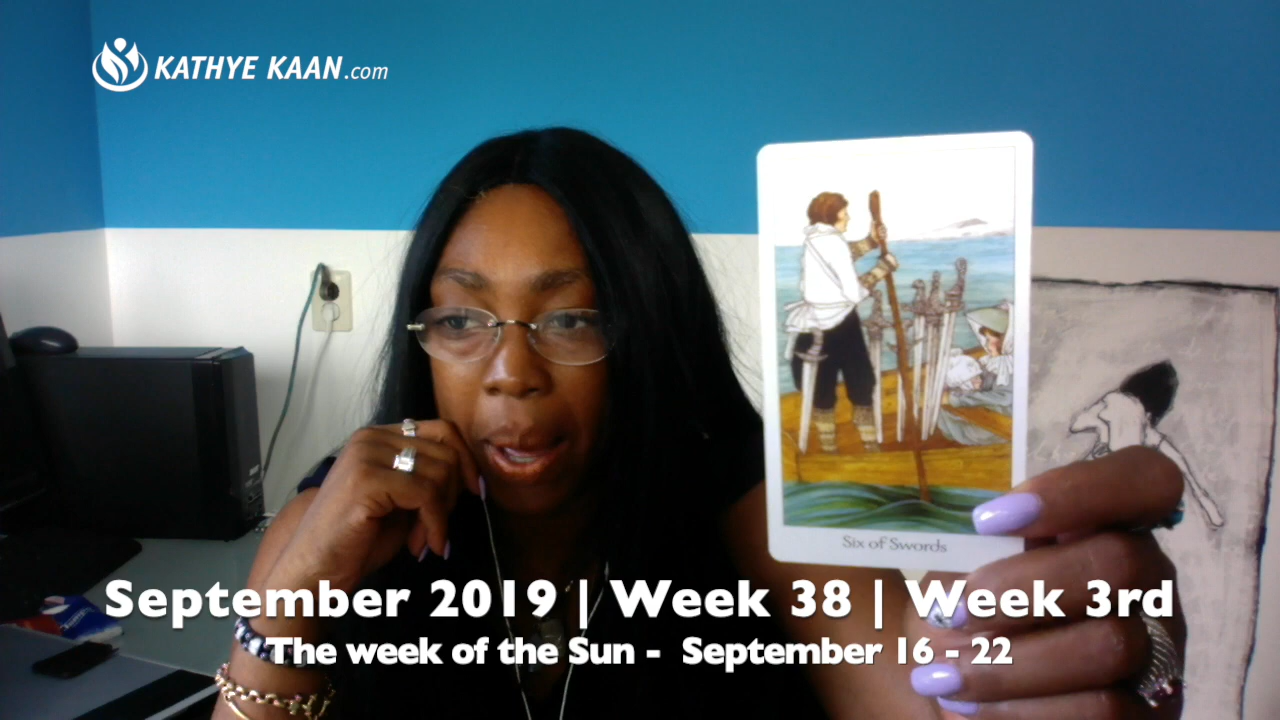 KATHYE KAAN.com
Six of Swords
September 2019 | Week 38 | Week 3rd
The week of the Sun - September 16 - 22